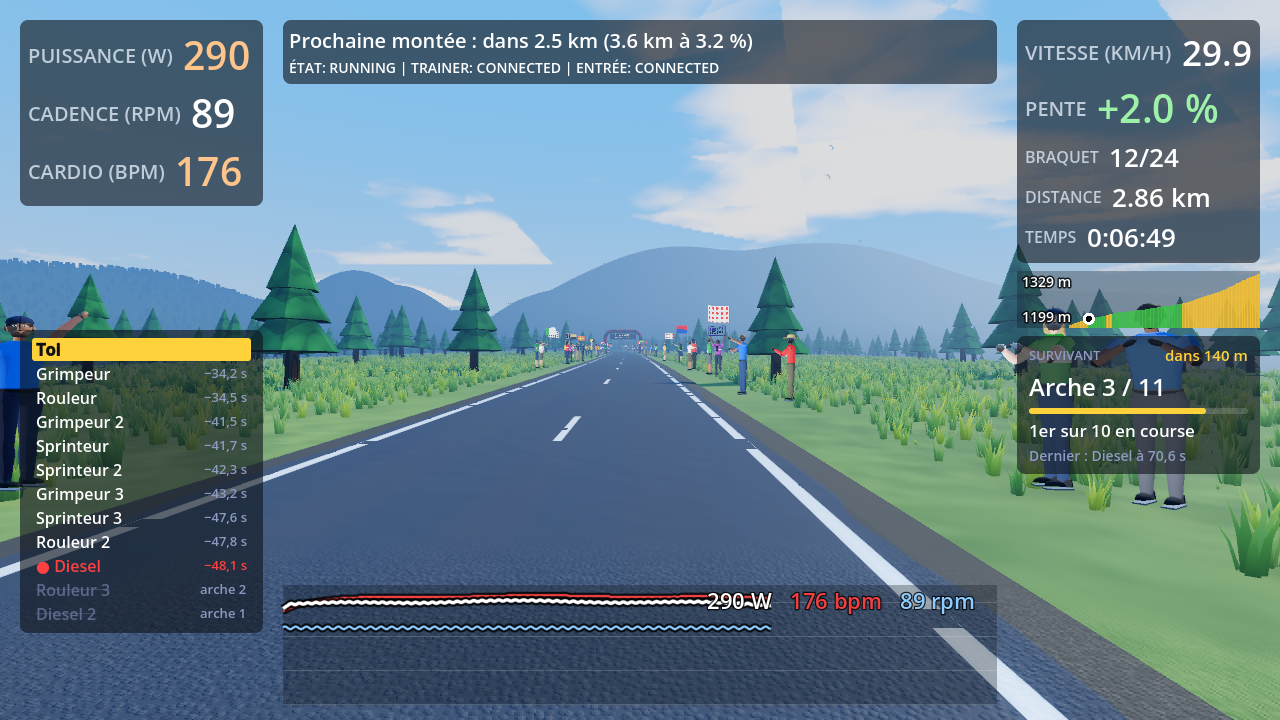 PUISSANCE (W) 290
CADENCE (RPM) 89
CARDIO (BPM) 176
Prochaine montée : dans 2.5 km (3.6 km à 3.2 %)
ÉTAT: RUNNING | TRAINER: CONNECTED | ENTRÉE: CONNECTED
VITESSE (KM/H) 29.9
PENTE +2.0 %
BRAQUET 12/24
DISTANCE 2.86 km
TEMPS 0:06:49
1329 m
1199 m
SURVIVANT dans 140 m
Arche 3 / 11
1er sur 10 en course
Dernier : Diesel à 70,6 s
Toi
Grimpeur −34,2 s
Rouleur −34,5 s
Grimpeur 2 −41,5 s
Sprinteur −41,7 s
Sprinteur 2 −42,3 s
Grimpeur 3 −43,2 s
Sprinteur 3 −47,6 s
Rouleur 2 −47,8 s
Diesel −48,1 s
Rouleur 3 arche 2
Diesel 2 arche 1
290 W 176 bpm 89 rpm